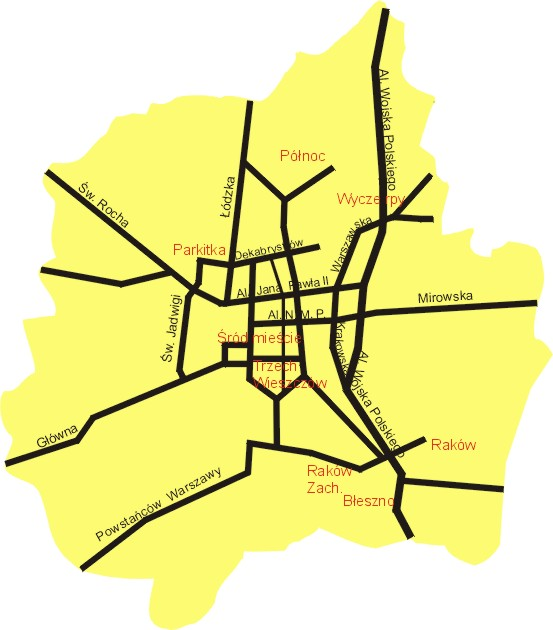 Al. Wojska Polskiego
Północ
Św. Rocha
Łódzka
Wyczerpy
Warszawska
Parkitka
Dekabrystów
Al. Jana Pawła II
Mirowska
Al. N. M. P.
Św. Jadwigi
Śródmieście
Krakowska
Trzech
Wieszczów
Al. Wojska Polskiego
Główna
Raków
Raków
Zach.
Błeszno
Powstańców Warszawy